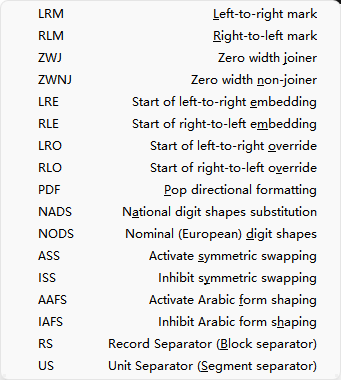 LRM Left-to-right mark
RLM Right-to-left mark
ZWJ Zero width joiner
ZWNJ Zero width non-joiner
LRE Start of left-to-right embedding
RLE Start of right-to-left embedding
LRO Start of left-to-right override
RLO Start of right-to-left override
PDF Pop directional formatting
NADS National digit shapes substitution
NODS Nominal (European) digit shapes
ASS Activate symmetric swapping
ISS Inhibit symmetric swapping
AAFS Activate Arabic form shaping
IAFS Inhibit Arabic form shaping
RS Record Separator (Block separator)
US Unit Separator (Segment separator)